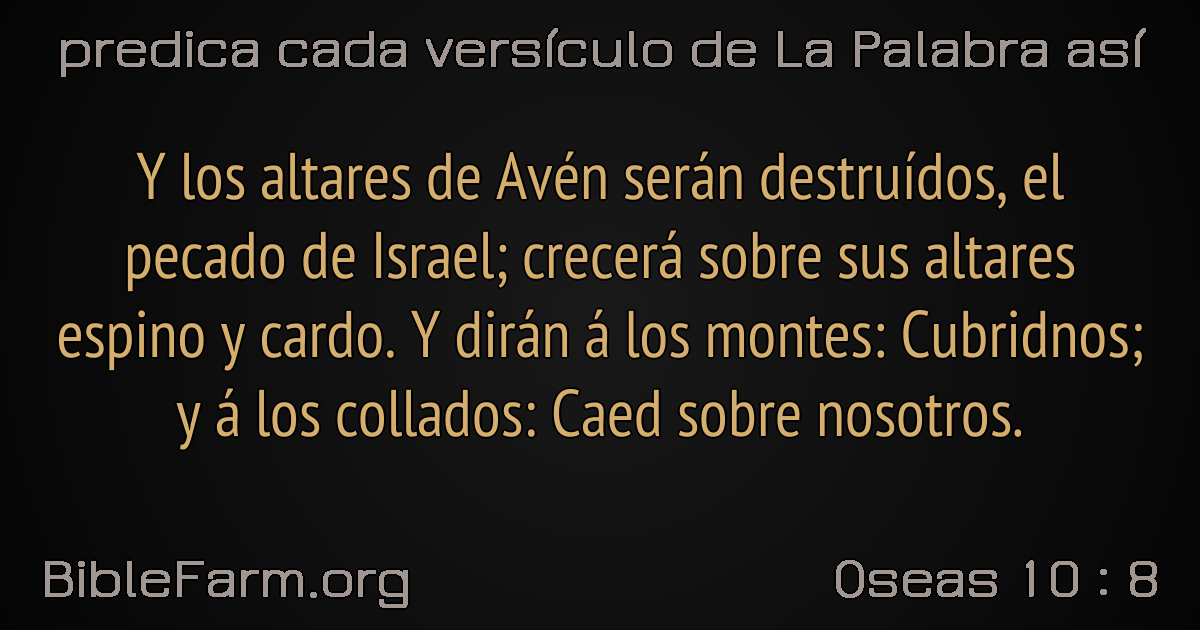 predica cada versículo de La Palabra así
Y los altares de Avén serán destruídos, el
pecado de Israel; crecerá sobre sus altares
espino y cardo. Y dirán á los montes: Cubridnos;
y á los collados: Caed sobre nosotros.
BibleFarm.org
Oseas 10 : 8